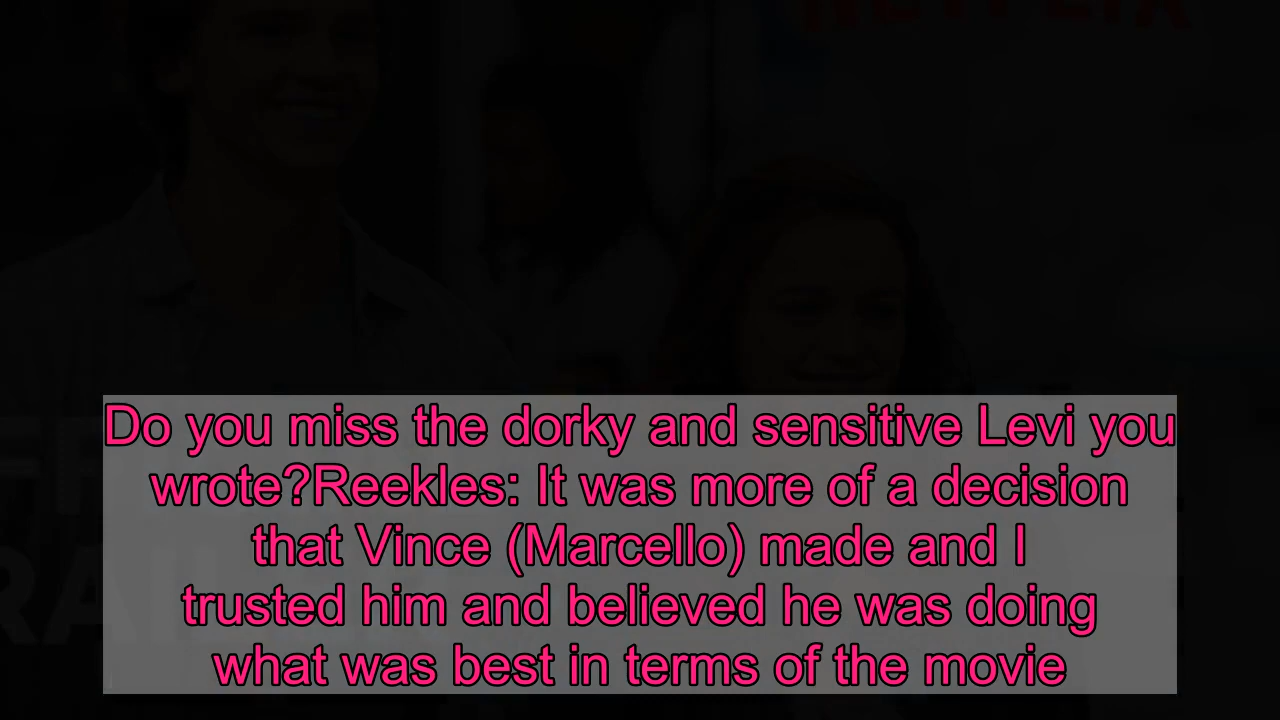 NETFLIX
Do you miss the dorky and sensitive Levi you
wrote?Reekles: It was more of a decision
that Vince (Marcello) made and I
trusted him and believed he was doing
what was best in terms of the movie